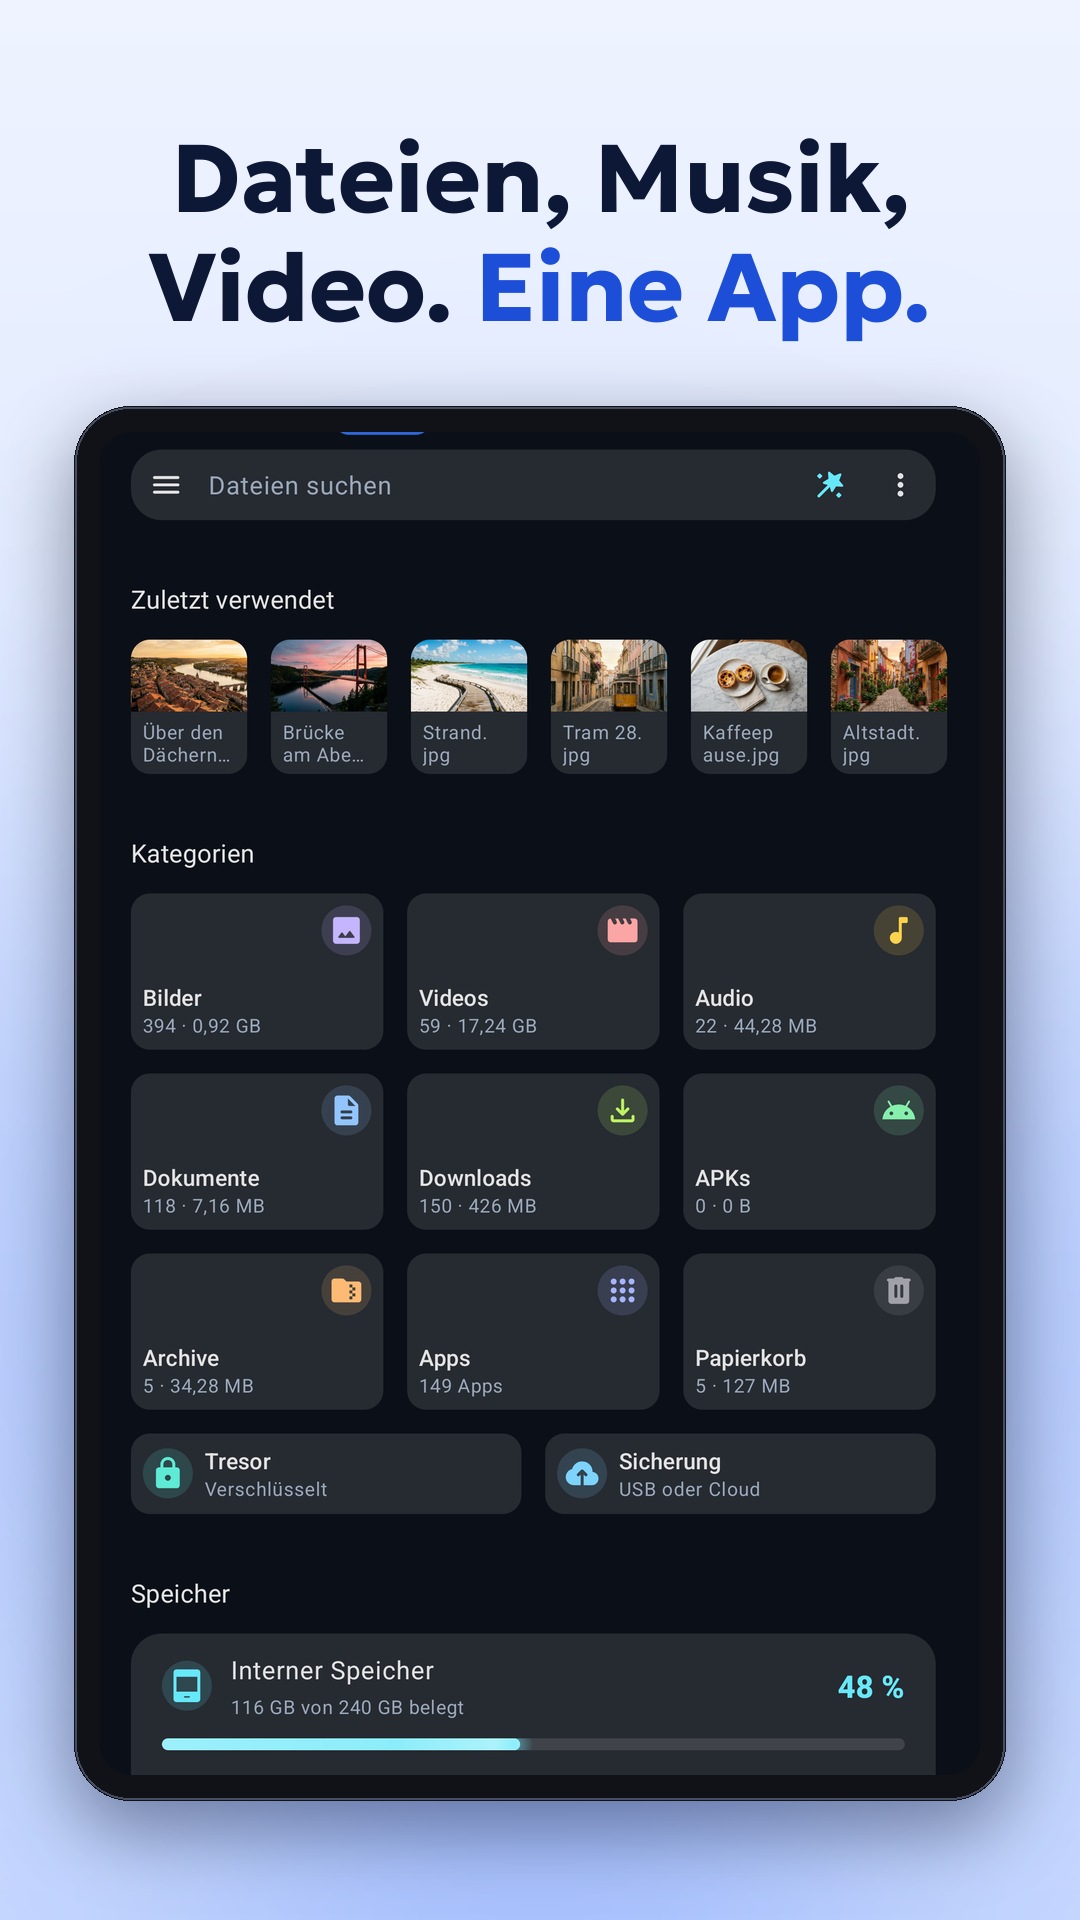 Dateien, Musik,
Video. Eine App.
Dateien suchen
Zuletzt verwendet
Über den
Dächern…
Brücke
am Abe…
Strand.
jpg
Tram 28.
jpg
Kaffeep
ause.jpg
Altstadt.
jpg
Kategorien
Bilder
394 · 0,92 GB
Videos
59 · 17,24 GB
Audio
22 · 44,28 MB
Dokumente
118 · 7,16 MB
Downloads
150 · 426 MB
APKs
0 · 0 B
Archive
5 · 34,28 MB
Apps
149 Apps
Papierkorb
5 · 127 MB
Tresor
Verschlüsselt
Sicherung
USB oder Cloud
Speicher
Interner Speicher
116 GB von 240 GB belegt
48 %